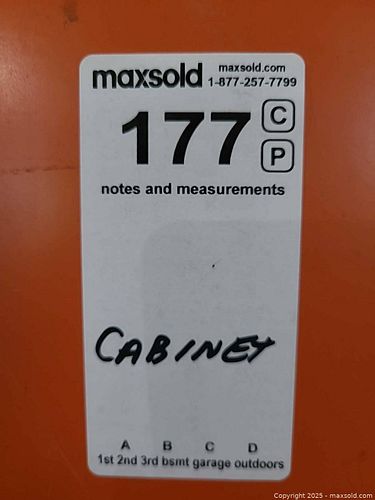 maxsold maxsold.com
1-877-257-7799
177 C
P
notes and measurements
CABINET
A B C D
1st 2nd 3rd bsmt garage outdoors
Copyright 2025 - maxsold.com